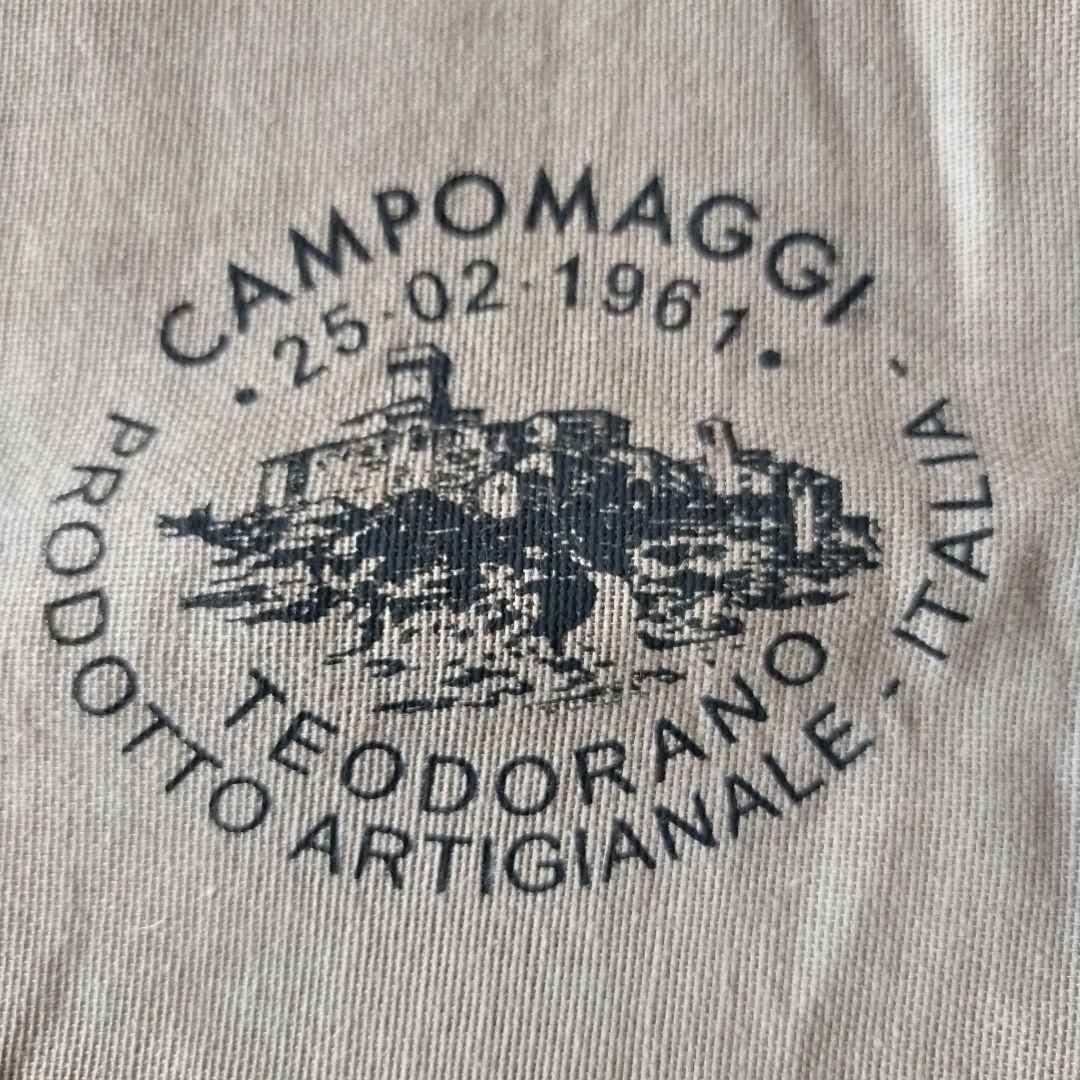 CAMPOMAGGI
• 25·02·1961 •
TEODORANO
PRODOTTO ARTIGIANALE - ITALIA -